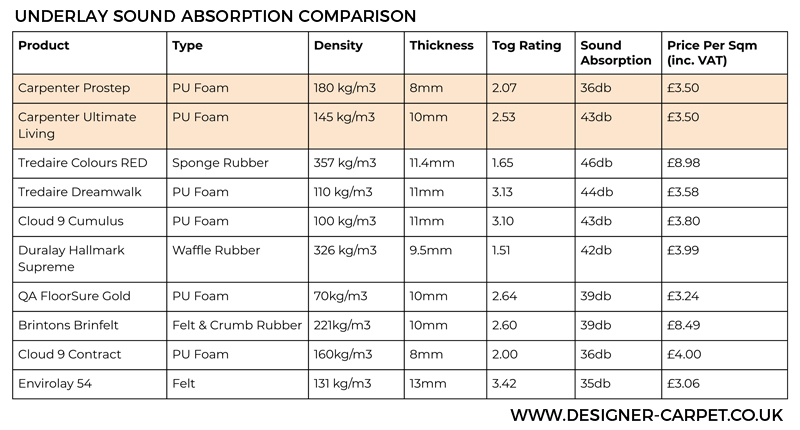 UNDERLAY SOUND ABSORPTION COMPARISON
Product Type Density Thickness Tog Rating Sound Absorption Price Per Sqm (inc. VAT)
Carpenter Prostep PU Foam 180 kg/m3 8mm 2.07 36db £3.50
Carpenter Ultimate Living PU Foam 145 kg/m3 10mm 2.53 43db £3.50
Tredaire Colours RED Sponge Rubber 357 kg/m3 11.4mm 1.65 46db £8.98
Tredaire Dreamwalk PU Foam 110 kg/m3 11mm 3.13 44db £3.58
Cloud 9 Cumulus PU Foam 100 kg/m3 11mm 3.10 43db £3.80
Duralay Hallmark Supreme Waffle Rubber 326 kg/m3 9.5mm 1.51 42db £3.99
QA FloorSure Gold PU Foam 70kg/m3 10mm 2.64 39db £3.24
Brintons Brinfelt Felt & Crumb Rubber 221kg/m3 10mm 2.60 39db £8.49
Cloud 9 Contract PU Foam 160kg/m3 8mm 2.00 36db £4.00
Envirolay 54 Felt 131 kg/m3 13mm 3.42 35db £3.06
WWW.DESIGNER-CARPET.CO.UK